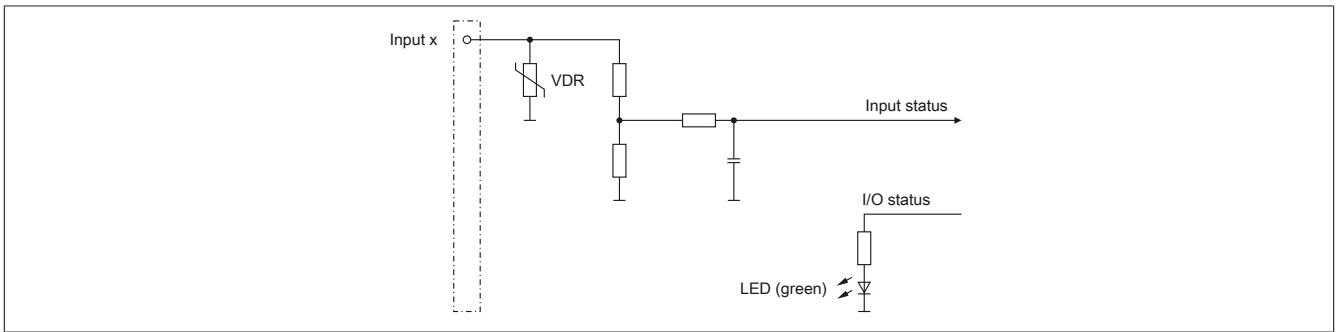 Input x
VDR
Input status
I/O status
LED (green)